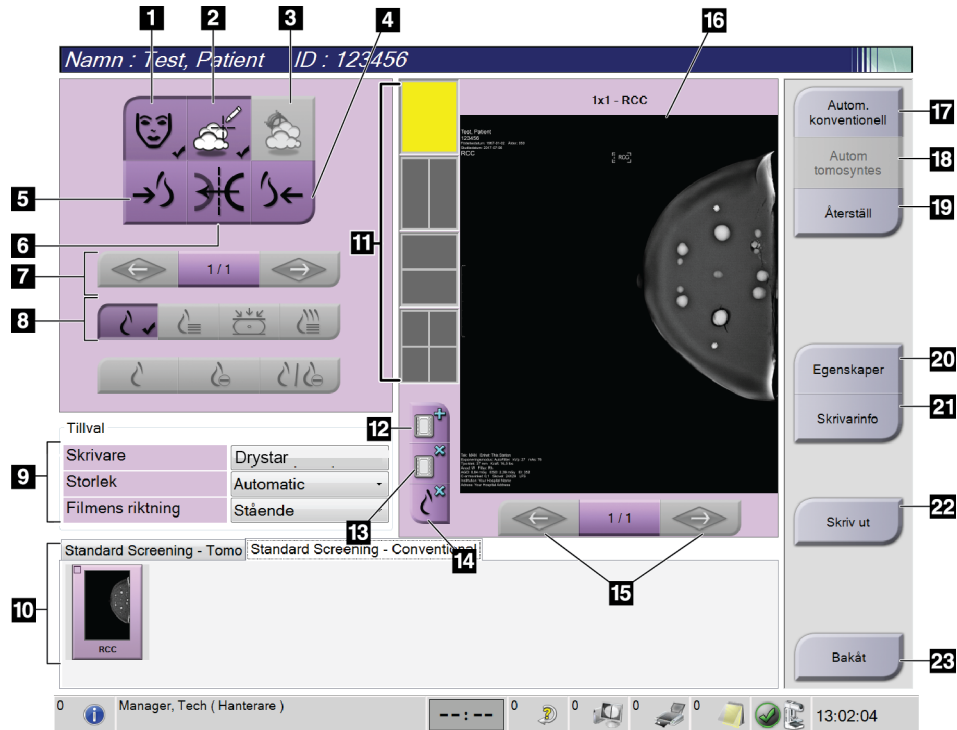 1 2 3 4
Namn : Test, Patient ID : 123456
16
5
6
7
1/1
8
11
1x1 - RCC
Test, Patient
123456
RCC
RCC
Autom. konventionell
17
Autom tomosyntes
18
Återställ
19
Egenskaper
20
Skrivarinfo
21
Tillval
9
Skrivare
Drystar
Storlek
Automatic
Filmens riktning
Stående
12
13
14
1/1
15
Skriv ut
22
10
Standard Screening - Tomo
Standard Screening - Conventional
RCC
Bakåt
23
0
Manager, Tech ( Hanterare )
--:--
0
0
0
0
13:02:04